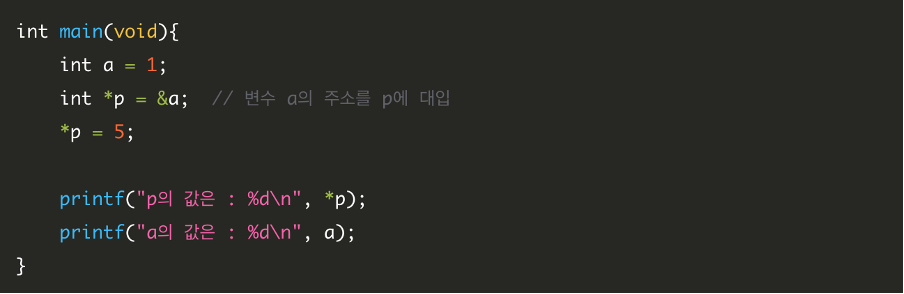 int main(void){
    int a = 1;
    int *p = &a;  // 변수 a의 주소를 p에 대입
    *p = 5;

    printf("p의 값은 : %d\n", *p);
    printf("a의 값은 : %d\n", a);
}